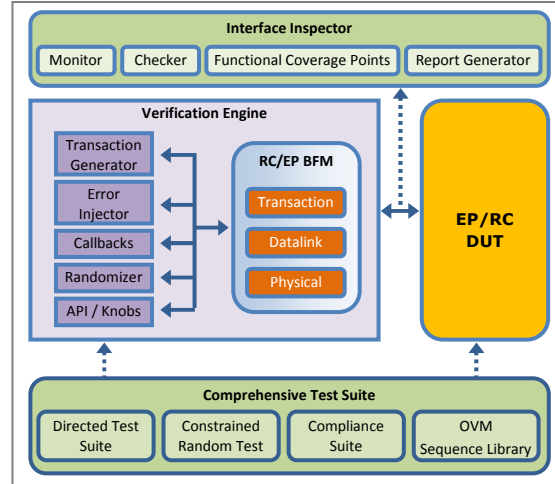 Interface Inspector
Monitor
Checker
Functional Coverage Points
Report Generator
Verification Engine
Transaction
Generator
Error
Injector
Callbacks
Randomizer
API / Knobs
RC/EP BFM
Transaction
Datalink
Physical
EP/RC
DUT
Comprehensive Test Suite
Directed Test
Suite
Constrained
Random Test
Compliance
Suite
OVM
Sequence Library